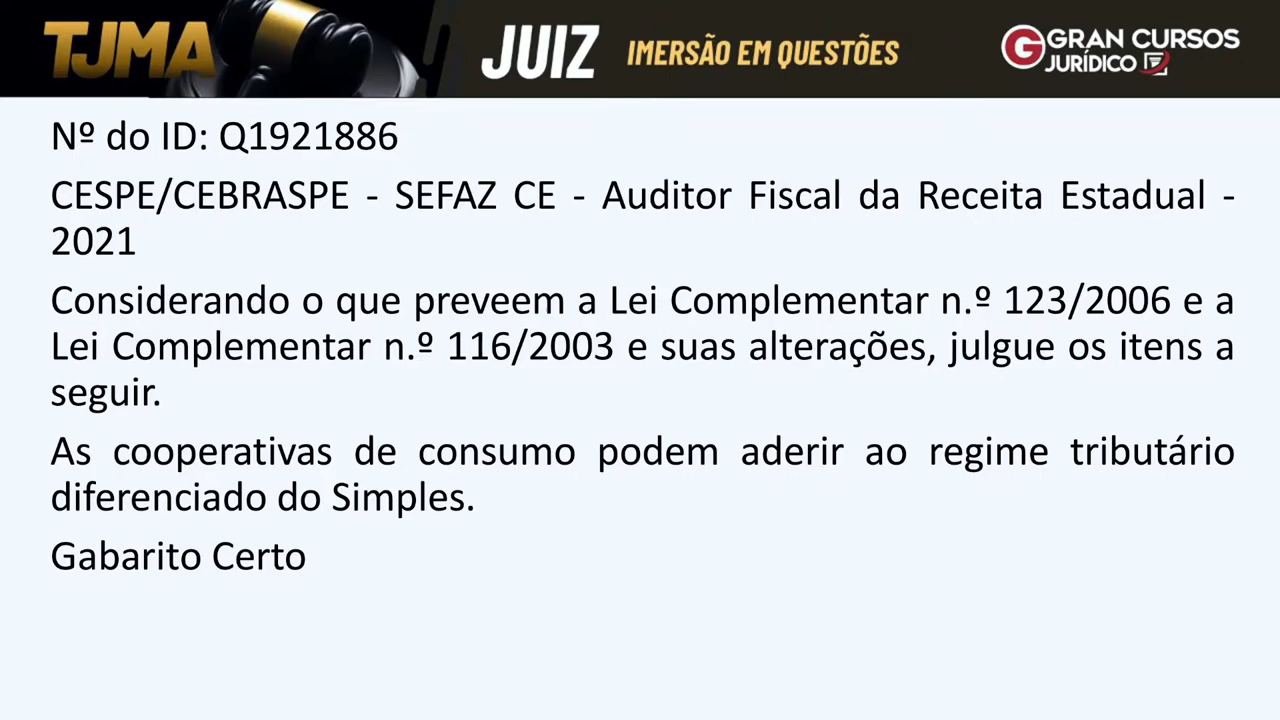 TJMA
JUIZ IMERSÃO EM QUESTÕES
GRAN CURSOS
JURÍDICO
Nº do ID: Q1921886
CESPE/CEBRASPE - SEFAZ CE - Auditor Fiscal da Receita Estadual -
2021
Considerando o que preveem a Lei Complementar n.º 123/2006 e a
Lei Complementar n.º 116/2003 e suas alterações, julgue os itens a
seguir.
As cooperativas de consumo podem aderir ao regime tributário
diferenciado do Simples.
Gabarito Certo